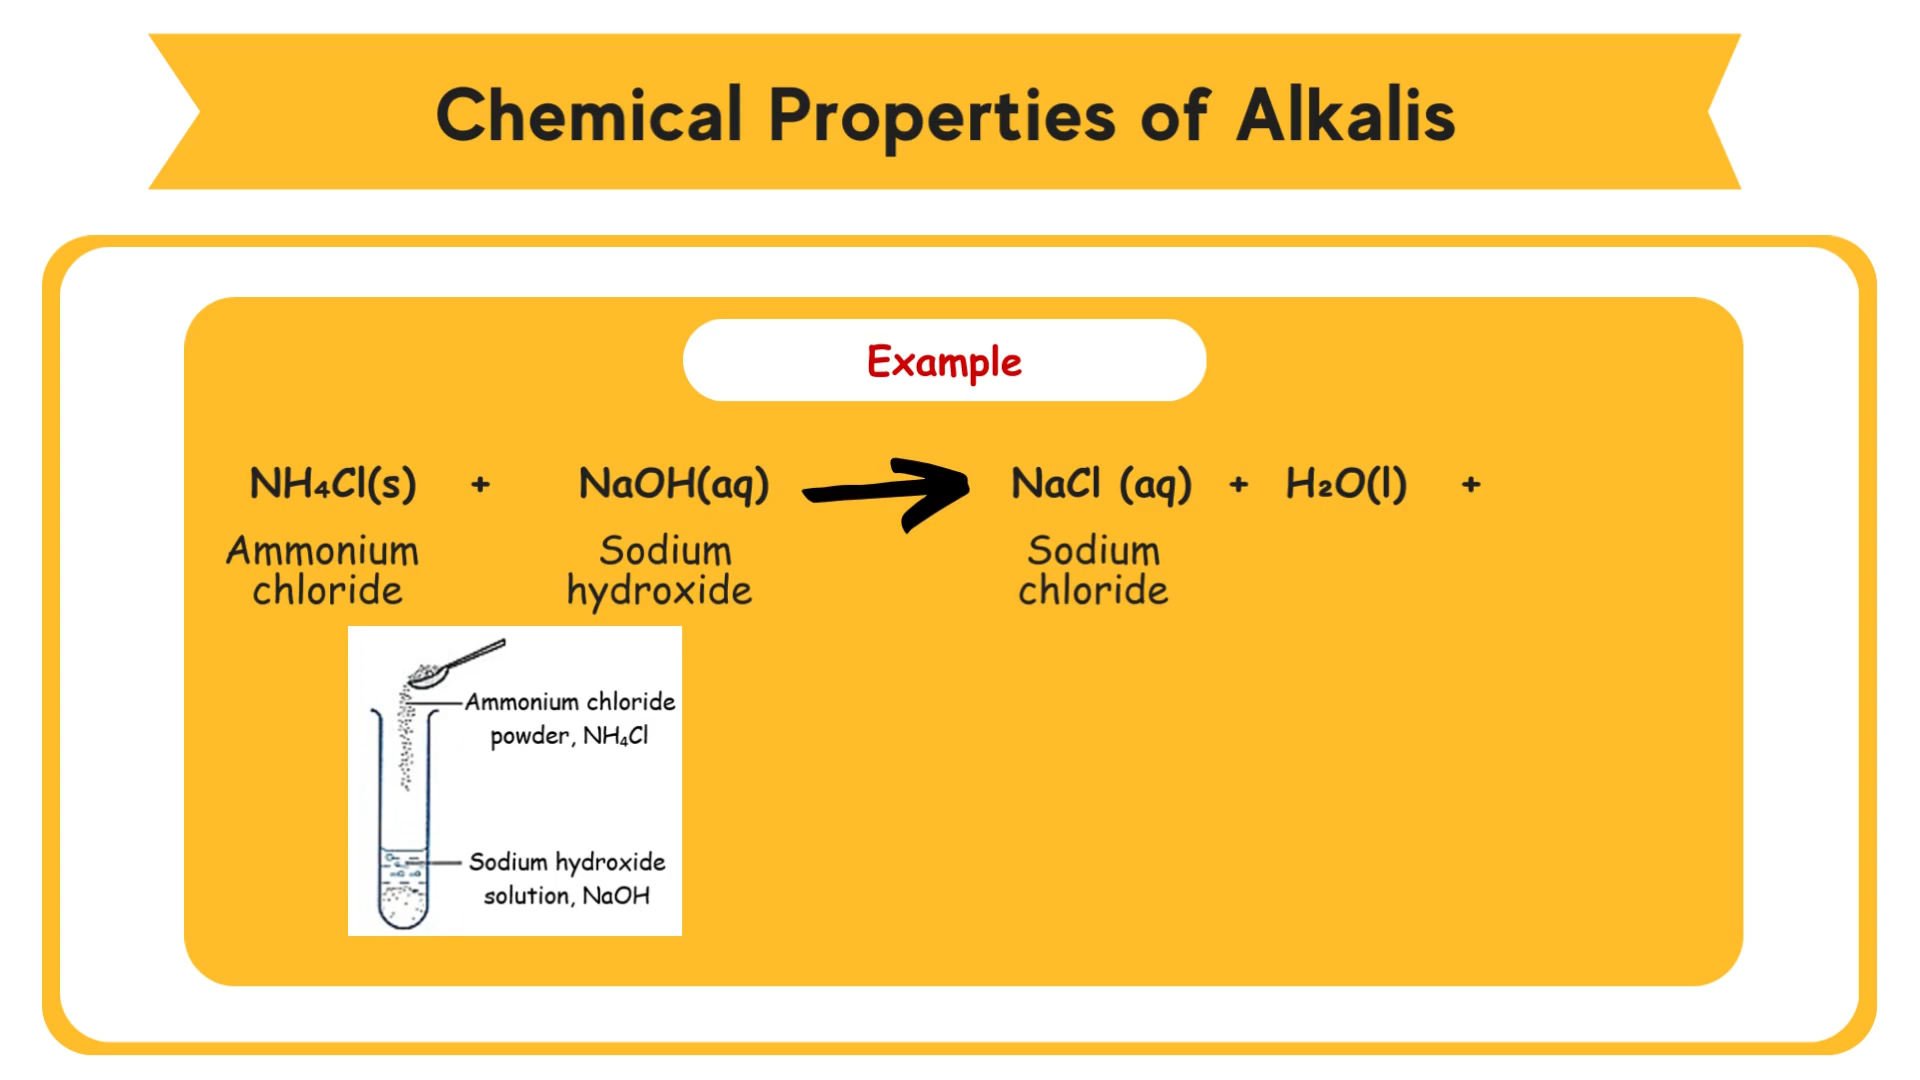 Chemical Properties of Alkalis
Example
NH₄Cl(s) + NaOH(aq) NaCl (aq) + H₂O(l) +
Ammonium chloride
Sodium hydroxide
Sodium chloride
Ammonium chloride
powder, NH₄Cl
Sodium hydroxide
solution, NaOH